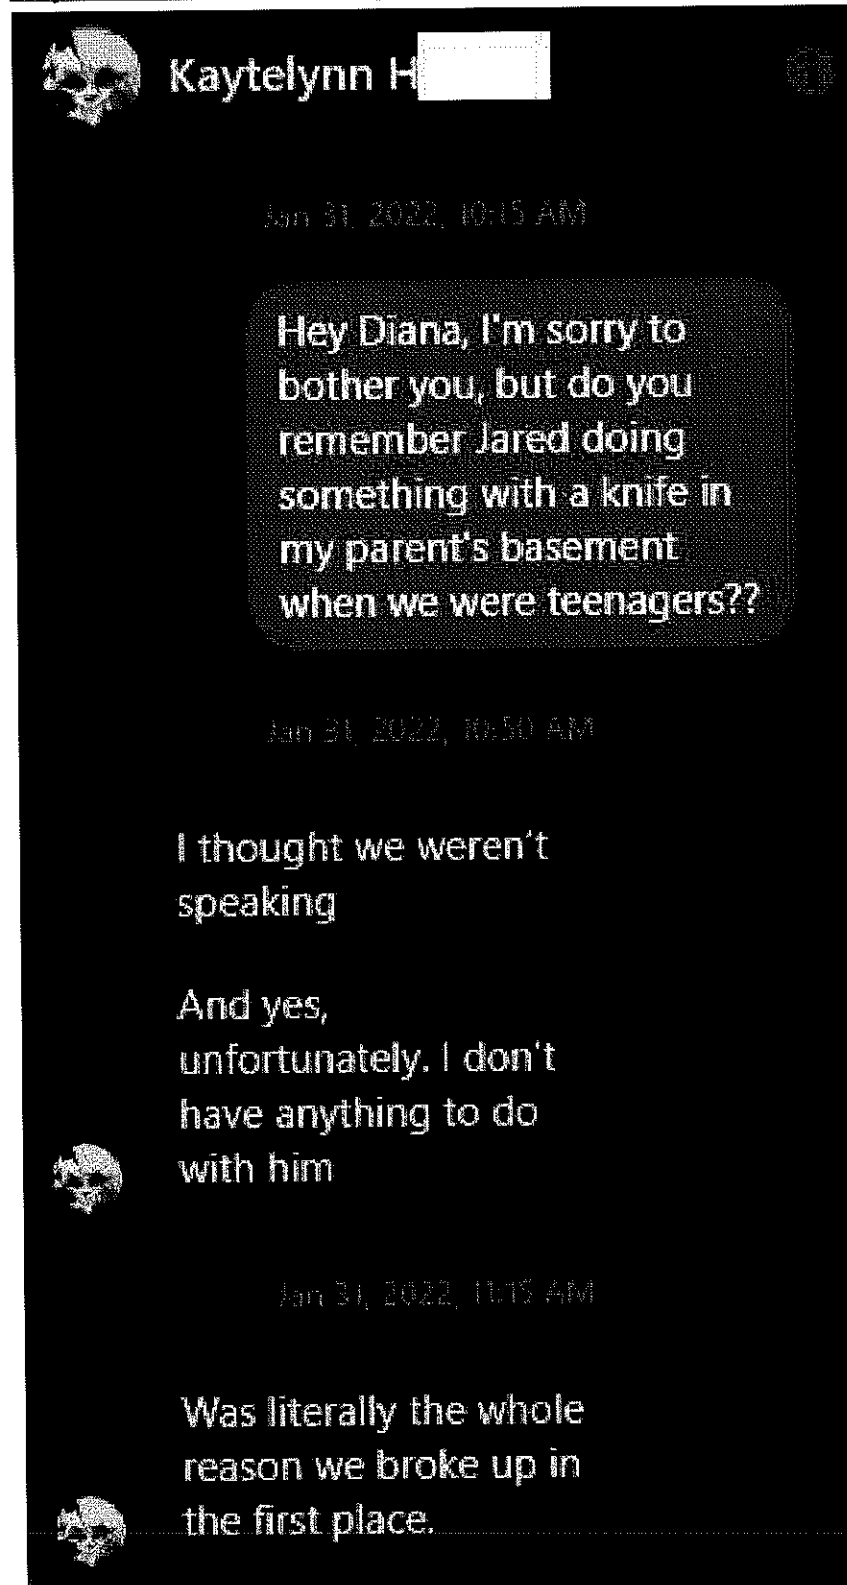 Kaytelynn H
Jan 31, 2022, 10:15 AM
Hey Diana, I'm sorry to
bother you, but do you
remember Jared doing
something with a knife in
my parent's basement
when we were teenagers??
Jan 31, 2022, 10:50 AM
I thought we weren't
speaking
And yes,
unfortunately. I don't
have anything to do
with him
Jan 31, 2022, 11:15 AM
Was literally the whole
reason we broke up in
the first place.